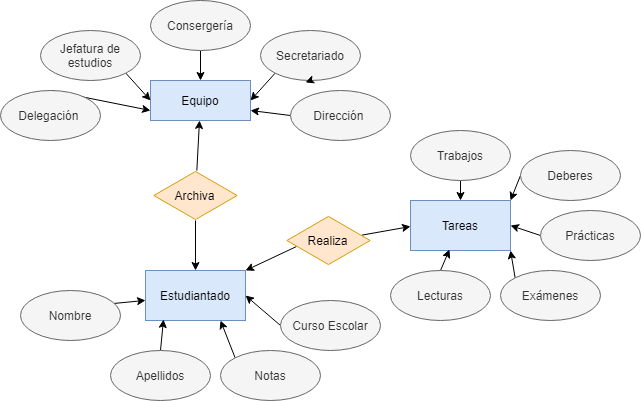 Consergería
Jefatura de
estudios
Secretariado
Equipo
Delegación
Dirección
Trabajos
Deberes
Archiva
Tareas
Prácticas
Realiza
Estudiantado
Lecturas
Exámenes
Nombre
Curso Escolar
Apellidos
Notas